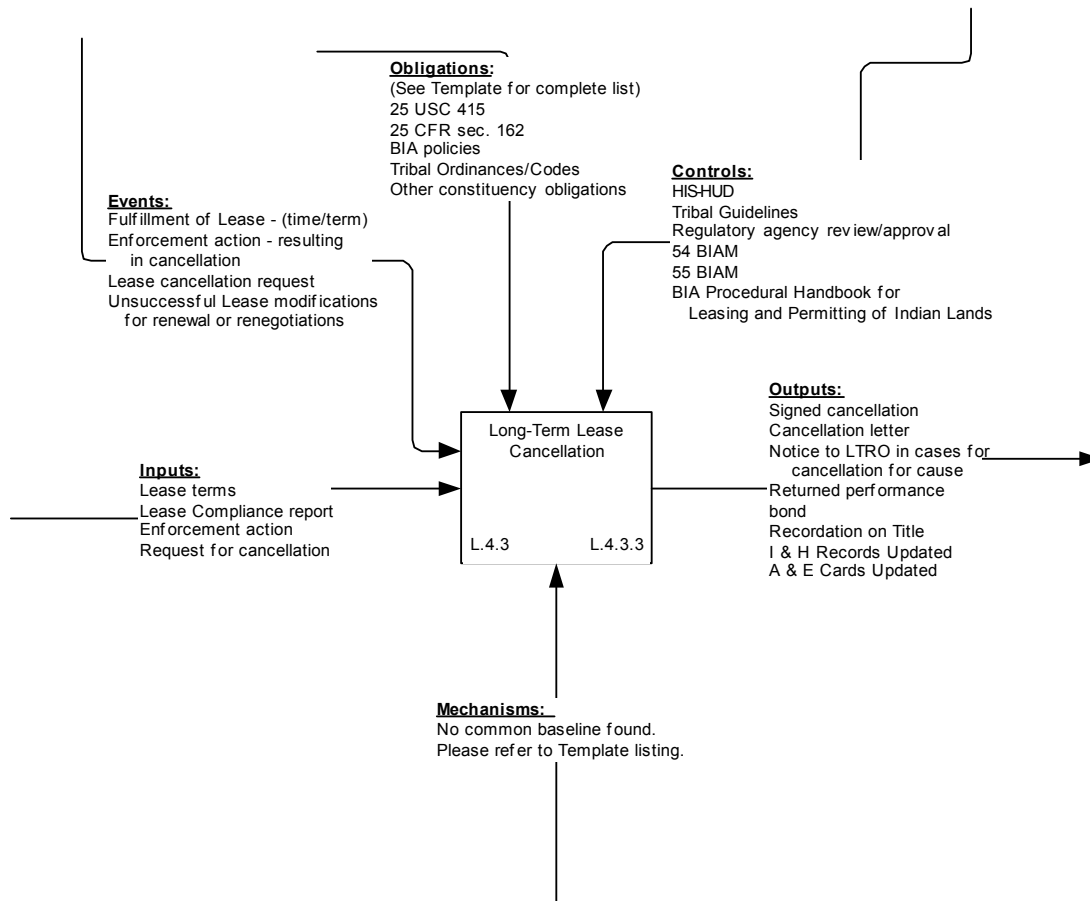 Obligations:
(See Template for complete list)
25 USC 415
25 CFR sec. 162
BIA policies
Tribal Ordinances/Codes
Other constituency obligations
Controls:
HIS-HUD
Tribal Guidelines
Regulatory agency review/approval
54 BIAM
55 BIAM
BIA Procedural Handbook for
Leasing and Permitting of Indian Lands
Events:
Fulfillment of Lease - (time/term)
Enforcement action - resulting
in cancellation
Lease cancellation request
Unsuccessful Lease modifications
for renewal or renegotiations
Inputs:
Lease terms
Lease Compliance report
Enforcement action
Request for cancellation
Long-Term Lease
Cancellation
L.4.3 L.4.3.3
Outputs:
Signed cancellation
Cancellation letter
Notice to LTRO in cases for
cancellation for cause
Returned performance
bond
Recordation on Title
I & H Records Updated
A & E Cards Updated
Mechanisms:
No common baseline found.
Please refer to Template listing.